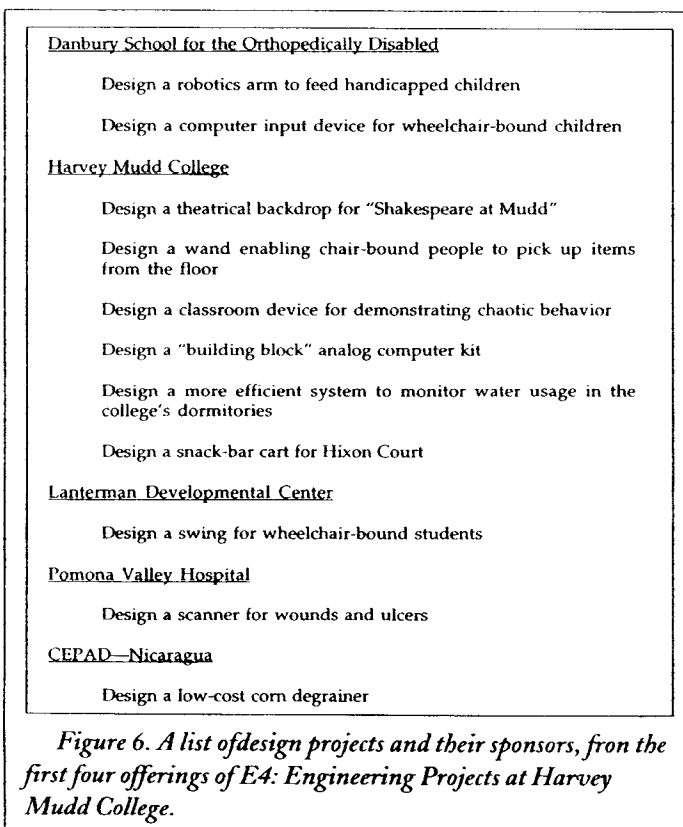 Danbury School for the Orthopedically Disabled
Design a robotics arm to feed handicapped children
Design a computer input device for wheelchair-bound children
Harvey Mudd College
Design a theatrical backdrop for "Shakespeare at Mudd"
Design a wand enabling chair-bound people to pick up items
from the floor
Design a classroom device for demonstrating chaotic behavior
Design a "building block" analog computer kit
Design a more efficient system to monitor water usage in the
college's dormitories
Design a snack-bar cart for Hixon Court
Lanterman Developmental Center
Design a swing for wheelchair-bound students
Pomona Valley Hospital
Design a scanner for wounds and ulcers
CEPAD—Nicaragua
Design a low-cost corn degrainer
Figure 6. A list ofdesign projects and their sponsors, fron the
first four offerings of E4: Engineering Projects at Harvey
Mudd College.